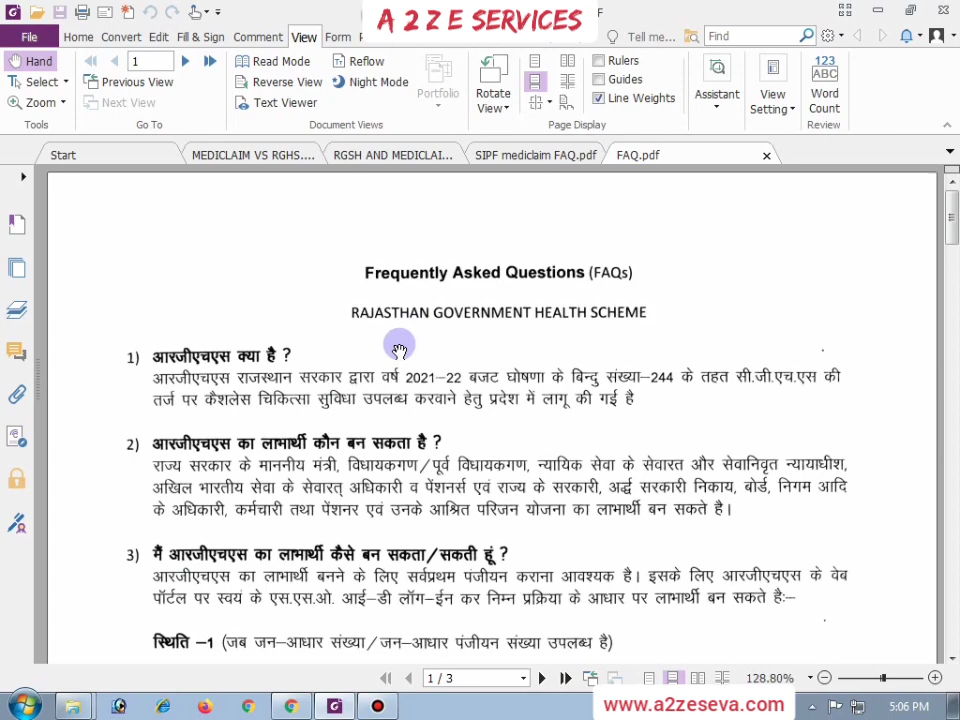 A 2 Z E SERVICES
F
File Home Convert Edit Fill & Sign Comment View Form Tell me... Find
Hand 1 Read Mode Reflow Rulers 123
Select Previous View Reverse View Night Mode Guides ABC
Zoom Next View Text Viewer Portfolio Rotate View Line Weights Assistant View Setting Word Count
Tools Go To Document Views Page Display Review
Start MEDICLAIM VS RGHS.... RGSH AND MEDICLAI... SIPF mediclaim FAQ.pdf FAQ.pdf
Frequently Asked Questions (FAQs)
RAJASTHAN GOVERNMENT HEALTH SCHEME
1) आरजीएचएस क्या है ?
आरजीएचएस राजस्थान सरकार द्वारा वर्ष 2021–22 बजट घोषणा के बिन्दु संख्या–244 के तहत सी.जी.एच.एस की
तर्ज पर कैशलेस चिकित्सा सुविधा उपलब्ध करवाने हेतु प्रदेश में लागू की गई है
2) आरजीएचएस का लाभार्थी कौन बन सकता है ?
राज्य सरकार के माननीय मंत्री, विधायकगण/पूर्व विधायकगण, न्यायिक सेवा के सेवारत और सेवानिवृत न्यायाधीश,
अखिल भारतीय सेवा के सेवारत् अधिकारी व पेंशनर्स एवं राज्य के सरकारी, अर्द्ध सरकारी निकाय, बोर्ड, निगम आदि
के अधिकारी, कर्मचारी तथा पेंशनर एवं उनके आश्रित परिजन योजना का लाभार्थी बन सकते है।
3) मैं आरजीएचएस का लाभार्थी कैसे बन सकता/सकती हूं ?
आरजीएचएस का लाभार्थी बनने के लिए सर्वप्रथम पंजीयन कराना आवश्यक है। इसके लिए आरजीएचएस के वेब
पॉर्टल पर स्वयं के एस.एस.ओ. आई–डी लॉग–ईन कर निम्न प्रक्रिया के आधार पर लाभार्थी बन सकते हैः–
स्थिति –1 (जब जन–आधार संख्या/जन–आधार पंजीयन संख्या उपलब्ध है)
1 / 3 128.80%
www.a2zeseva.com
5:06 PM